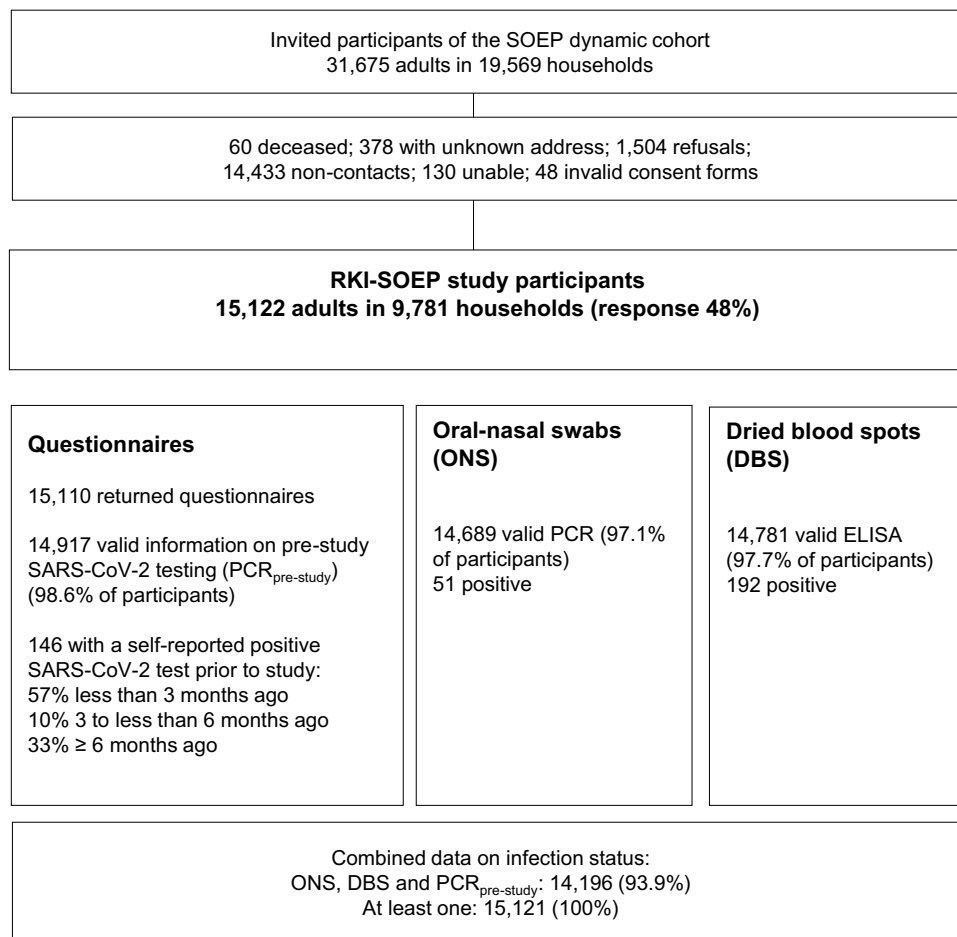 Invited participants of the SOEP dynamic cohort
31,675 adults in 19,569 households
60 deceased; 378 with unknown address; 1,504 refusals;
14,433 non-contacts; 130 unable; 48 invalid consent forms
RKI-SOEP study participants
15,122 adults in 9,781 households (response 48%)
Questionnaires
15,110 returned questionnaires
14,917 valid information on pre-study
SARS-CoV-2 testing (PCRpre-study)
(98.6% of participants)
146 with a self-reported positive
SARS-CoV-2 test prior to study:
57% less than 3 months ago
10% 3 to less than 6 months ago
33% ≥ 6 months ago
Oral-nasal swabs
(ONS)
14,689 valid PCR (97.1%
of participants)
51 positive
Dried blood spots
(DBS)
14,781 valid ELISA
(97.7% of participants)
192 positive
Combined data on infection status:
ONS, DBS and PCRpre-study: 14,196 (93.9%)
At least one: 15,121 (100%)